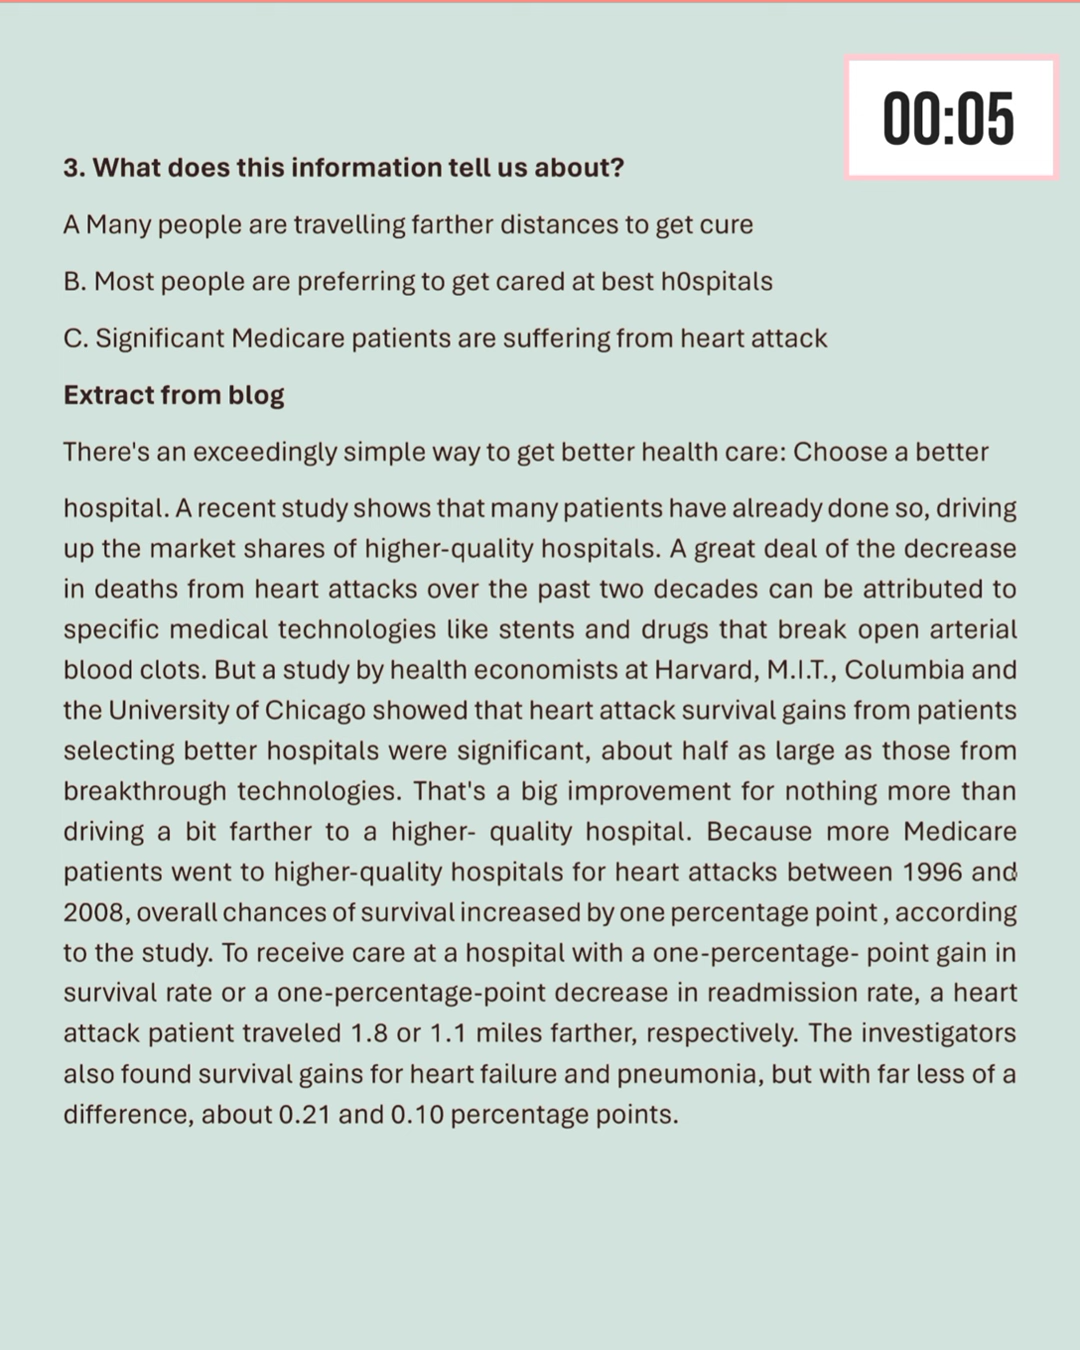 00:05
3. What does this information tell us about?
A Many people are travelling farther distances to get cure
B. Most people are preferring to get cared at best h0spitals
C. Significant Medicare patients are suffering from heart attack
Extract from blog
There's an exceedingly simple way to get better health care: Choose a better
hospital. A recent study shows that many patients have already done so, driving
up the market shares of higher-quality hospitals. A great deal of the decrease
in deaths from heart attacks over the past two decades can be attributed to
specific medical technologies like stents and drugs that break open arterial
blood clots. But a study by health economists at Harvard, M.I.T., Columbia and
the University of Chicago showed that heart attack survival gains from patients
selecting better hospitals were significant, about half as large as those from
breakthrough technologies. That's a big improvement for nothing more than
driving a bit farther to a higher- quality hospital. Because more Medicare
patients went to higher-quality hospitals for heart attacks between 1996 and
2008, overall chances of survival increased by one percentage point , according
to the study. To receive care at a hospital with a one-percentage- point gain in
survival rate or a one-percentage-point decrease in readmission rate, a heart
attack patient traveled 1.8 or 1.1 miles farther, respectively. The investigators
also found survival gains for heart failure and pneumonia, but with far less of a
difference, about 0.21 and 0.10 percentage points.